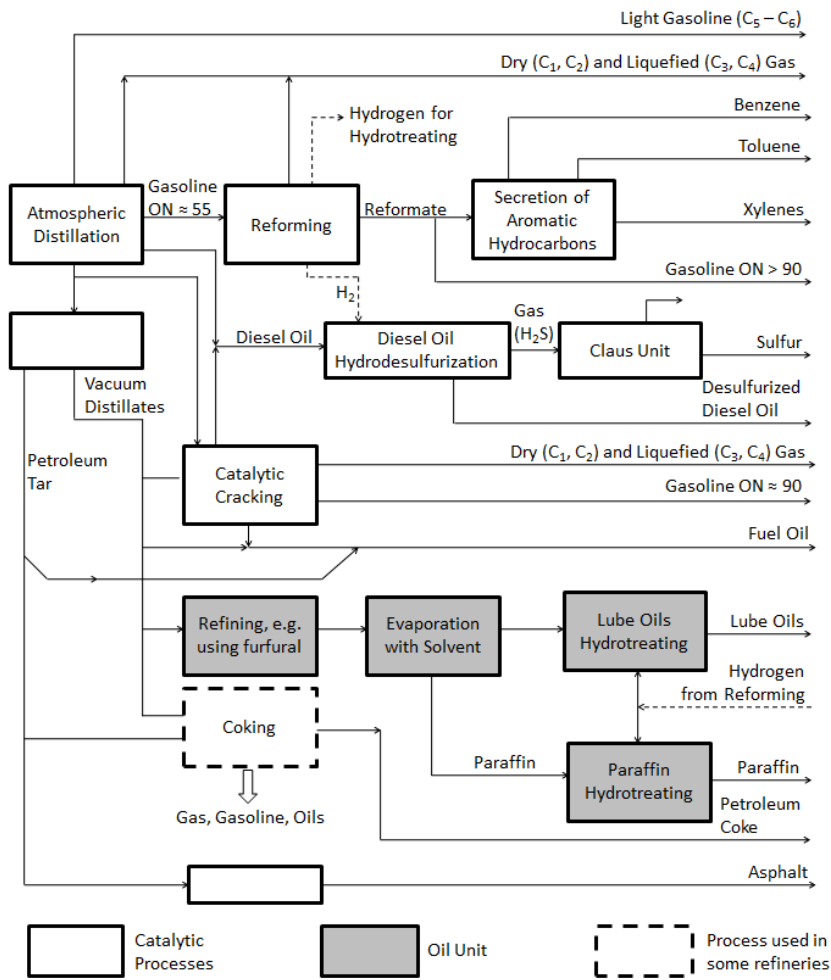 Light Gasoline (C₅ – C₆)
Dry (C₁, C₂) and Liquefied (C₃, C₄) Gas
Hydrogen for
Hydrotreating
Benzene
Toluene
Atmospheric
Distillation
Gasoline
ON ≈ 55
Reforming
Reformate
Secretion of
Aromatic
Hydrocarbons
Xylenes
Gasoline ON > 90
H₂
Diesel Oil
Diesel Oil
Hydrodesulfurization
Gas
(H₂S)
Claus Unit
Sulfur
Desulfurized
Diesel Oil
Vacuum
Distillates
Petroleum
Tar
Catalytic
Cracking
Dry (C₁, C₂) and Liquefied (C₃, C₄) Gas
Gasoline ON ≈ 90
Fuel Oil
Refining, e.g.
using furfural
Evaporation
with Solvent
Lube Oils
Hydrotreating
Lube Oils
Hydrogen
from Reforming
Coking
Paraffin
Paraffin
Hydrotreating
Paraffin
Gas, Gasoline, Oils
Petroleum
Coke
Asphalt
Catalytic
Processes
Oil Unit
Process used in
some refineries